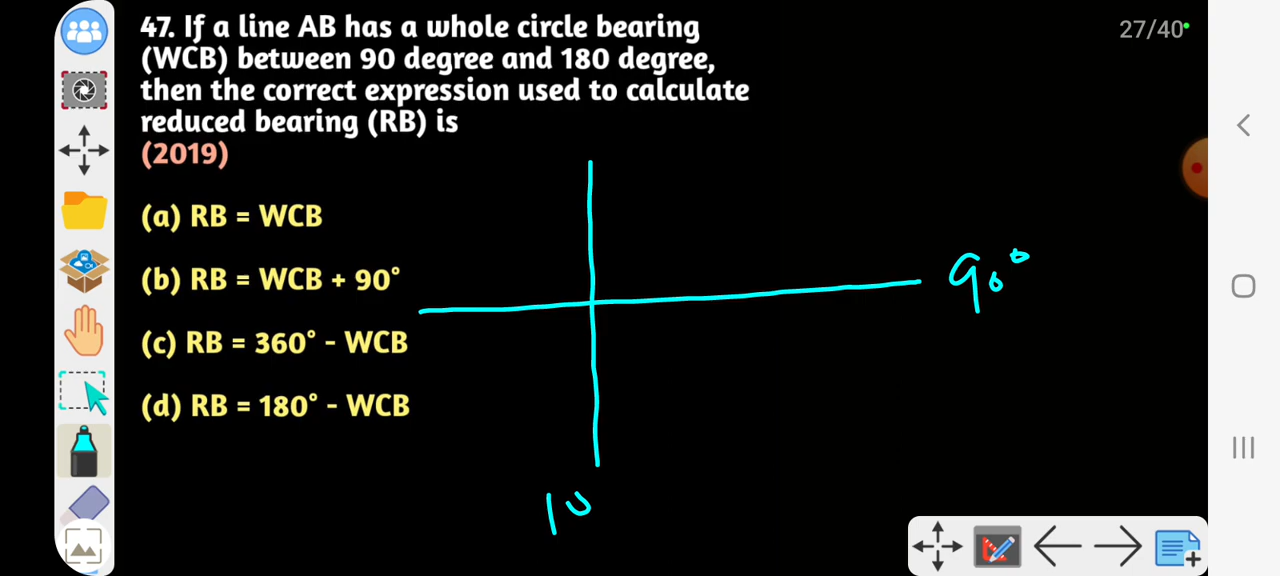 47. If a line AB has a whole circle bearing
27/40
(WCB) between 90 degree and 180 degree,
then the correct expression used to calculate
reduced bearing (RB) is
(2019)
(a) RB = WCB
(b) RB = WCB + 90°
90°
(c) RB = 360° - WCB
(d) RB = 180° - WCB